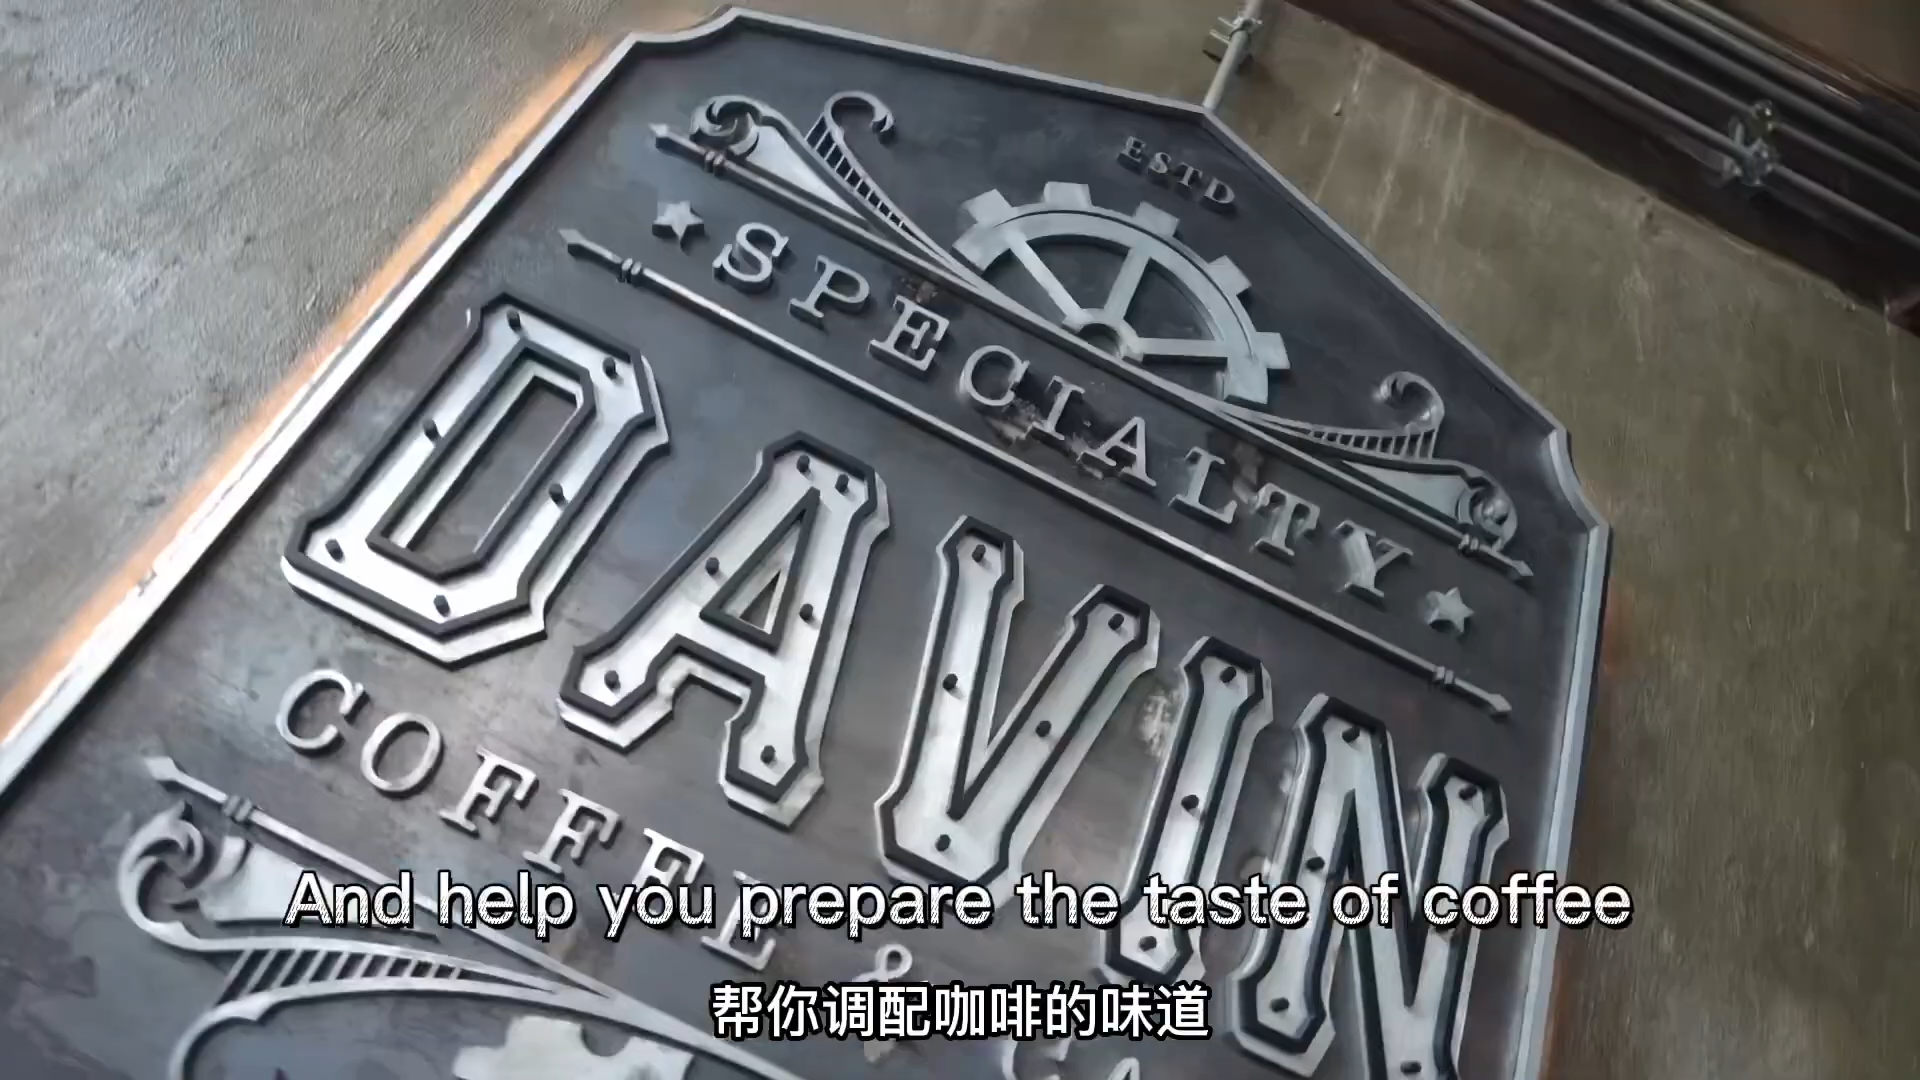 ESTD
SPECIALTY
DAVIN
COFFEE &
And help you prepare the taste of coffee
帮你调配咖啡的味道